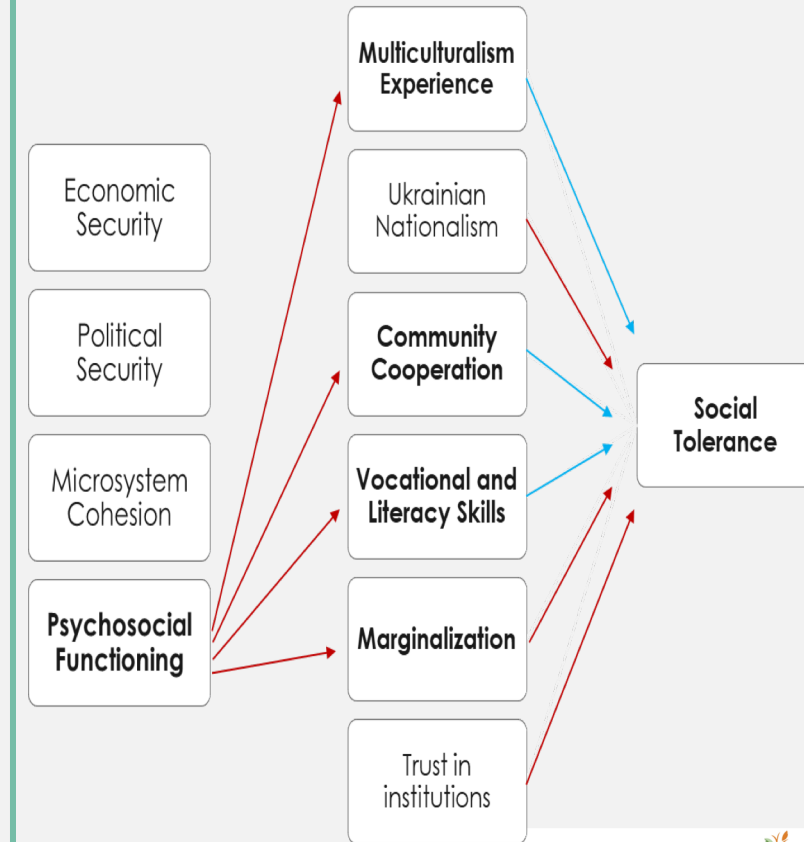 Economic
Security
Political
Security
Microsystem
Cohesion
Psychosocial
Functioning
Multiculturalism
Experience
Ukrainian
Nationalism
Community
Cooperation
Vocational and
Literacy Skills
Marginalization
Trust in
institutions
Social
Tolerance